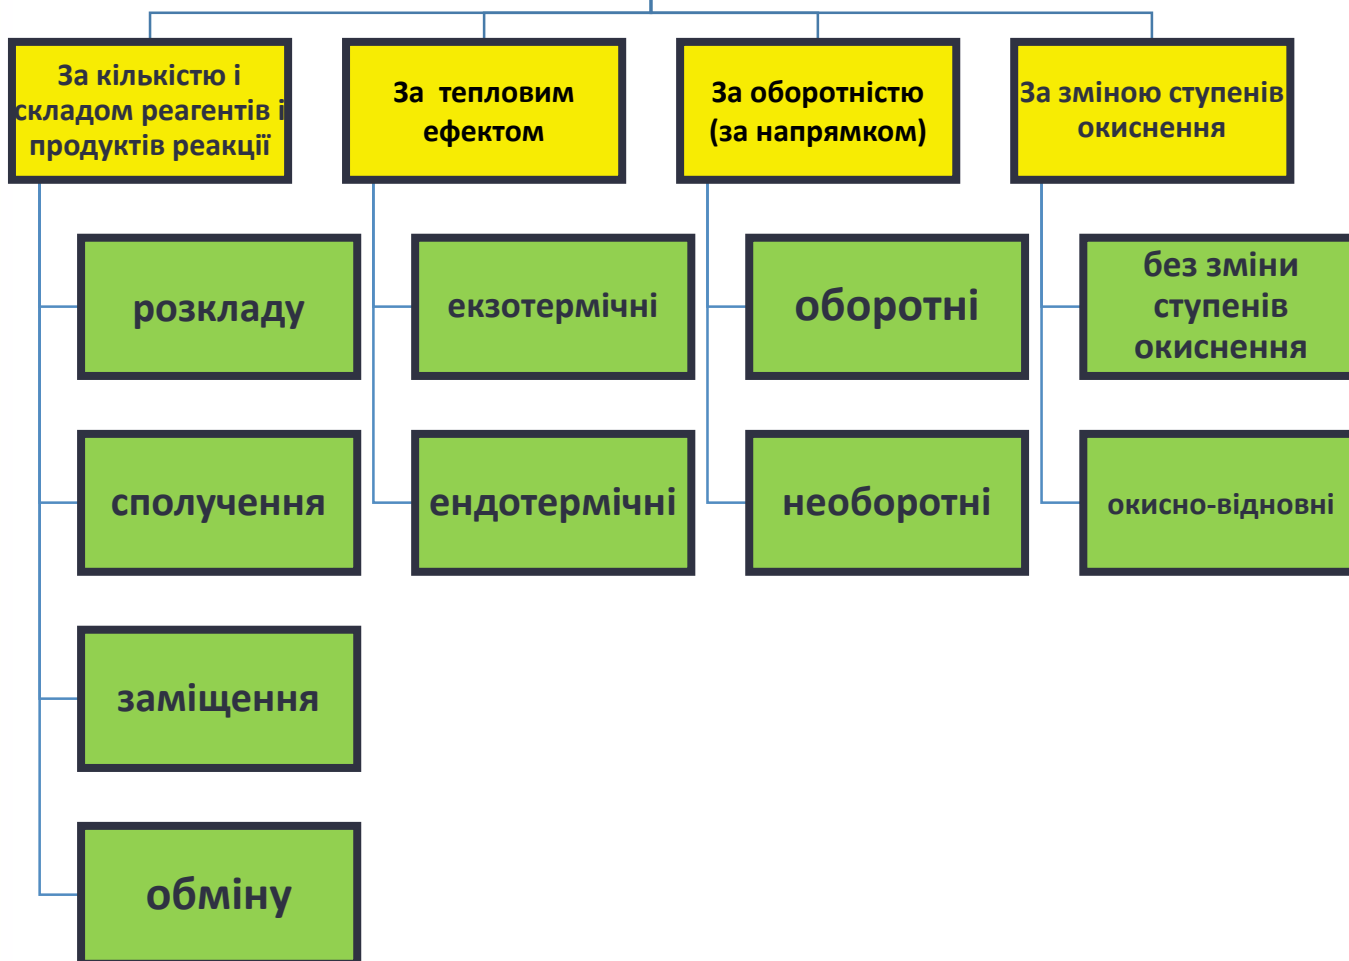 За кількістю і
складом реагентів і
продуктів реакції
За тепловим
ефектом
За оборотністю
(за напрямком)
За зміною ступенів
окиснення
розкладу
екзотермічні
оборотні
без зміни
ступенів
окиснення
сполучення
ендотермічні
необоротні
окисно-відновні
заміщення
обміну